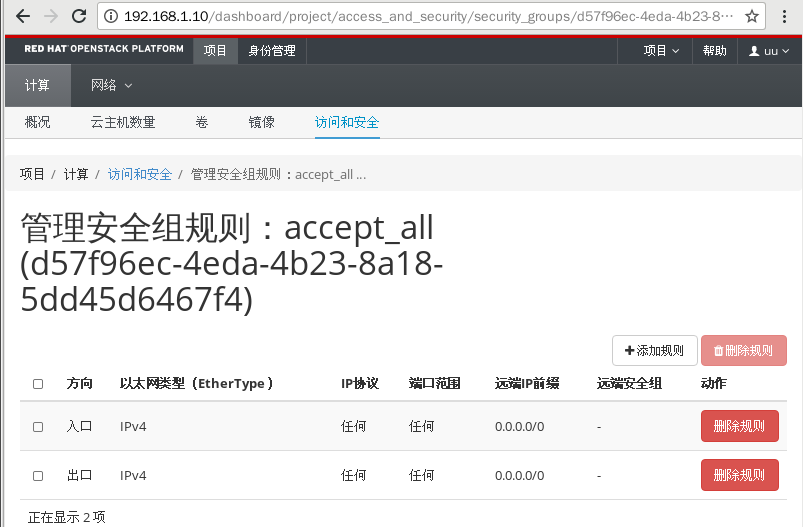 192.168.1.10/dashboard/project/access_and_security/security_groups/d57f96ec-4eda-4b23-8…
RED HAT OPENSTACK PLATFORM 项目 身份管理 项目 帮助 uu
计算 网络
概况 云主机数量 卷 镜像 访问和安全
项目 / 计算 / 访问和安全 / 管理安全组规则：accept_all ...
管理安全组规则：accept_all
(d57f96ec-4eda-4b23-8a18-
5dd45d6467f4)
+添加规则 删除规则
方向 以太网类型（EtherType） IP协议 端口范围 远端IP前缀 远端安全组 动作
入口 IPv4 任何 任何 0.0.0.0/0 - 删除规则
出口 IPv4 任何 任何 0.0.0.0/0 - 删除规则
正在显示 2 项